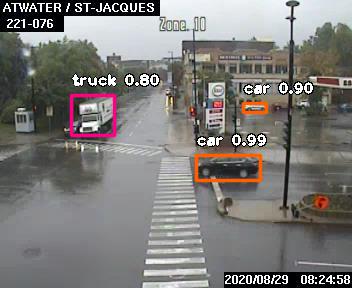 ATWATER / ST-JACQUES
221-076
Zone 10
truck 0.80
car 0.90
car 0.99
2020/08/29 08:24:58